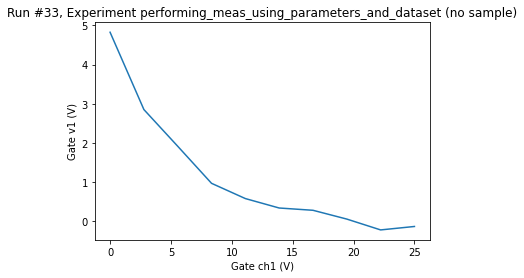 Run #33, Experiment performing_meas_using_parameters_and_dataset (no sample)
5
4
3
2
1
0
Gate v1 (V)
0 5 10 15 20 25
Gate ch1 (V)